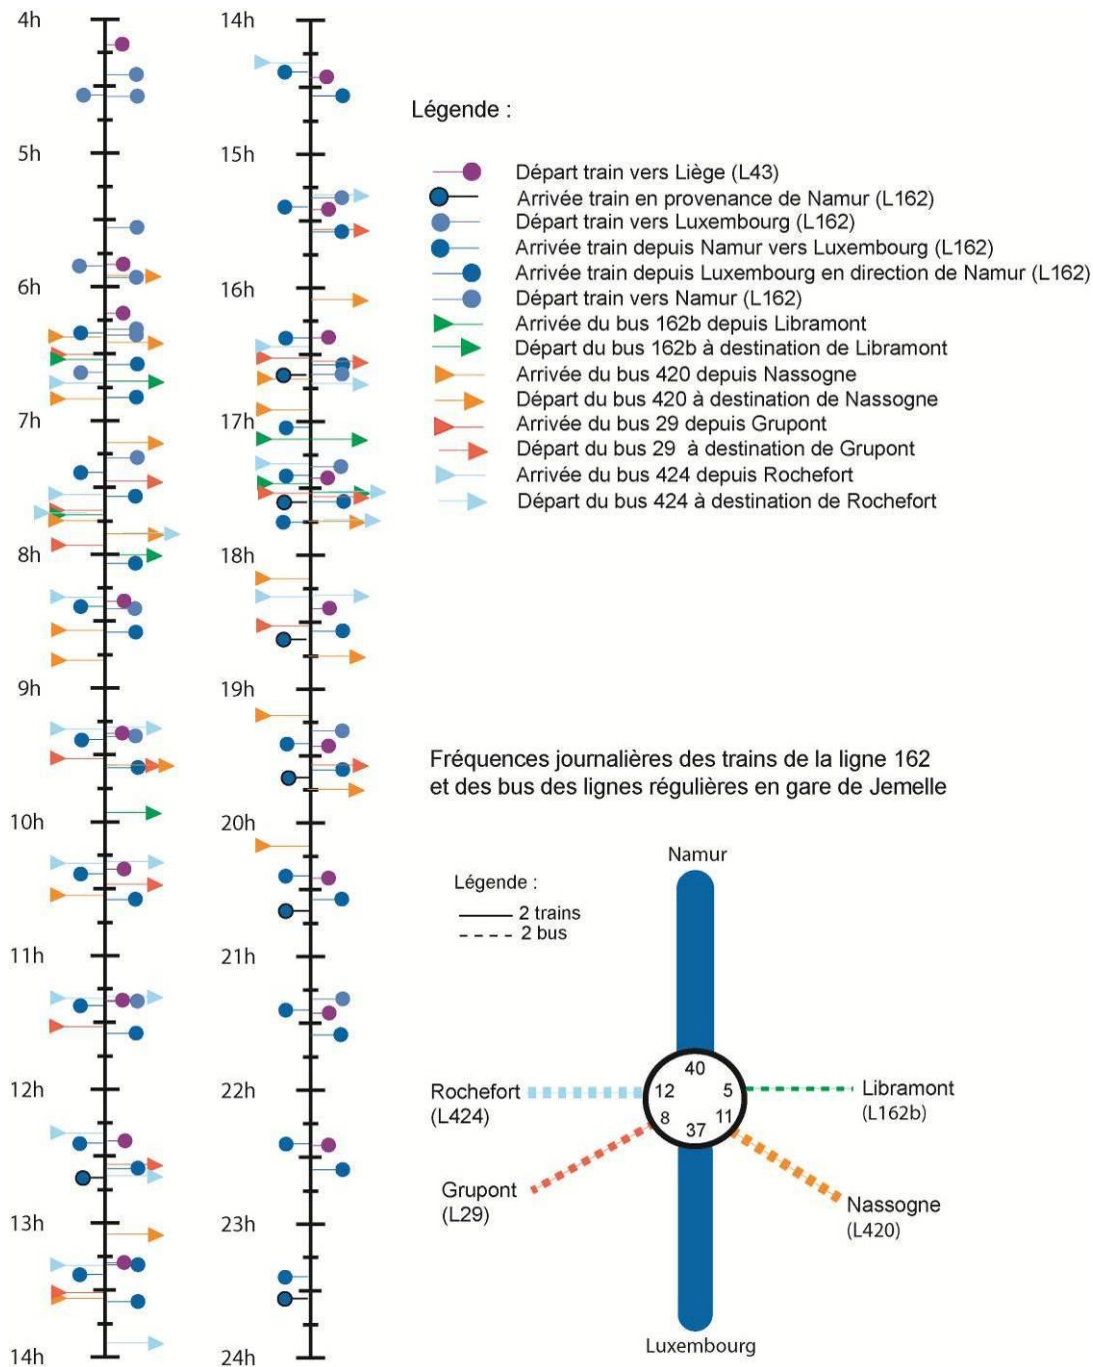 4h
5h
6h
7h
8h
9h
10h
11h
12h
13h
14h
14h
15h
16h
17h
18h
19h
20h
21h
22h
23h
24h
Légende :
Départ train vers Liège (L43)
Arrivée train en provenance de Namur (L162)
Départ train vers Luxembourg (L162)
Arrivée train depuis Namur vers Luxembourg (L162)
Arrivée train depuis Luxembourg en direction de Namur (L162)
Départ train vers Namur (L162)
Arrivée du bus 162b depuis Libramont
Départ du bus 162b à destination de Libramont
Arrivée du bus 420 depuis Nassogne
Départ du bus 420 à destination de Nassogne
Arrivée du bus 29 depuis Grupont
Départ du bus 29 à destination de Grupont
Arrivée du bus 424 depuis Rochefort
Départ du bus 424 à destination de Rochefort
Fréquences journalières des trains de la ligne 162
et des bus des lignes régulières en gare de Jemelle
Légende :
2 trains
2 bus
Namur
40
12
5
8
11
37
Rochefort
(L424)
Libramont
(L162b)
Grupont
(L29)
Nassogne
(L420)
Luxembourg